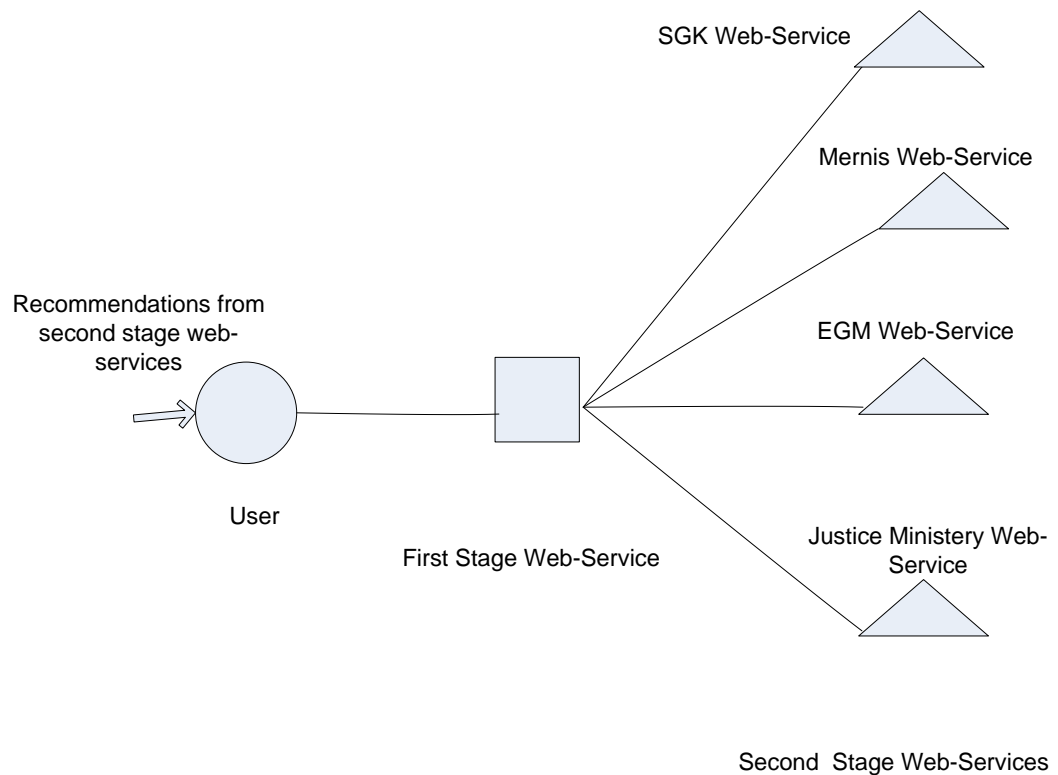 SGK Web-Service
Mernis Web-Service
Recommendations from
second stage web-
services
EGM Web-Service
User
First Stage Web-Service
Justice Ministery Web-
Service
Second  Stage Web-Services